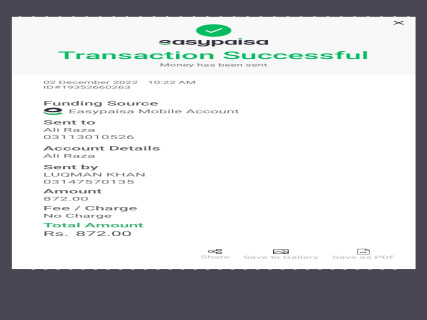 easypaisa
Transaction Successful
Money has been sent
02 December 2022 10:22 AM
ID#19352660263
Funding Source
Easypaisa Mobile Account
Sent to
Ali Raza
03113010526
Account Details
Ali Raza
Sent by
LUQMAN KHAN
03147570135
Amount
872.00
Fee / Charge
No Charge
Total Amount
Rs. 872.00
Share
Save to Gallery
Save as PDF